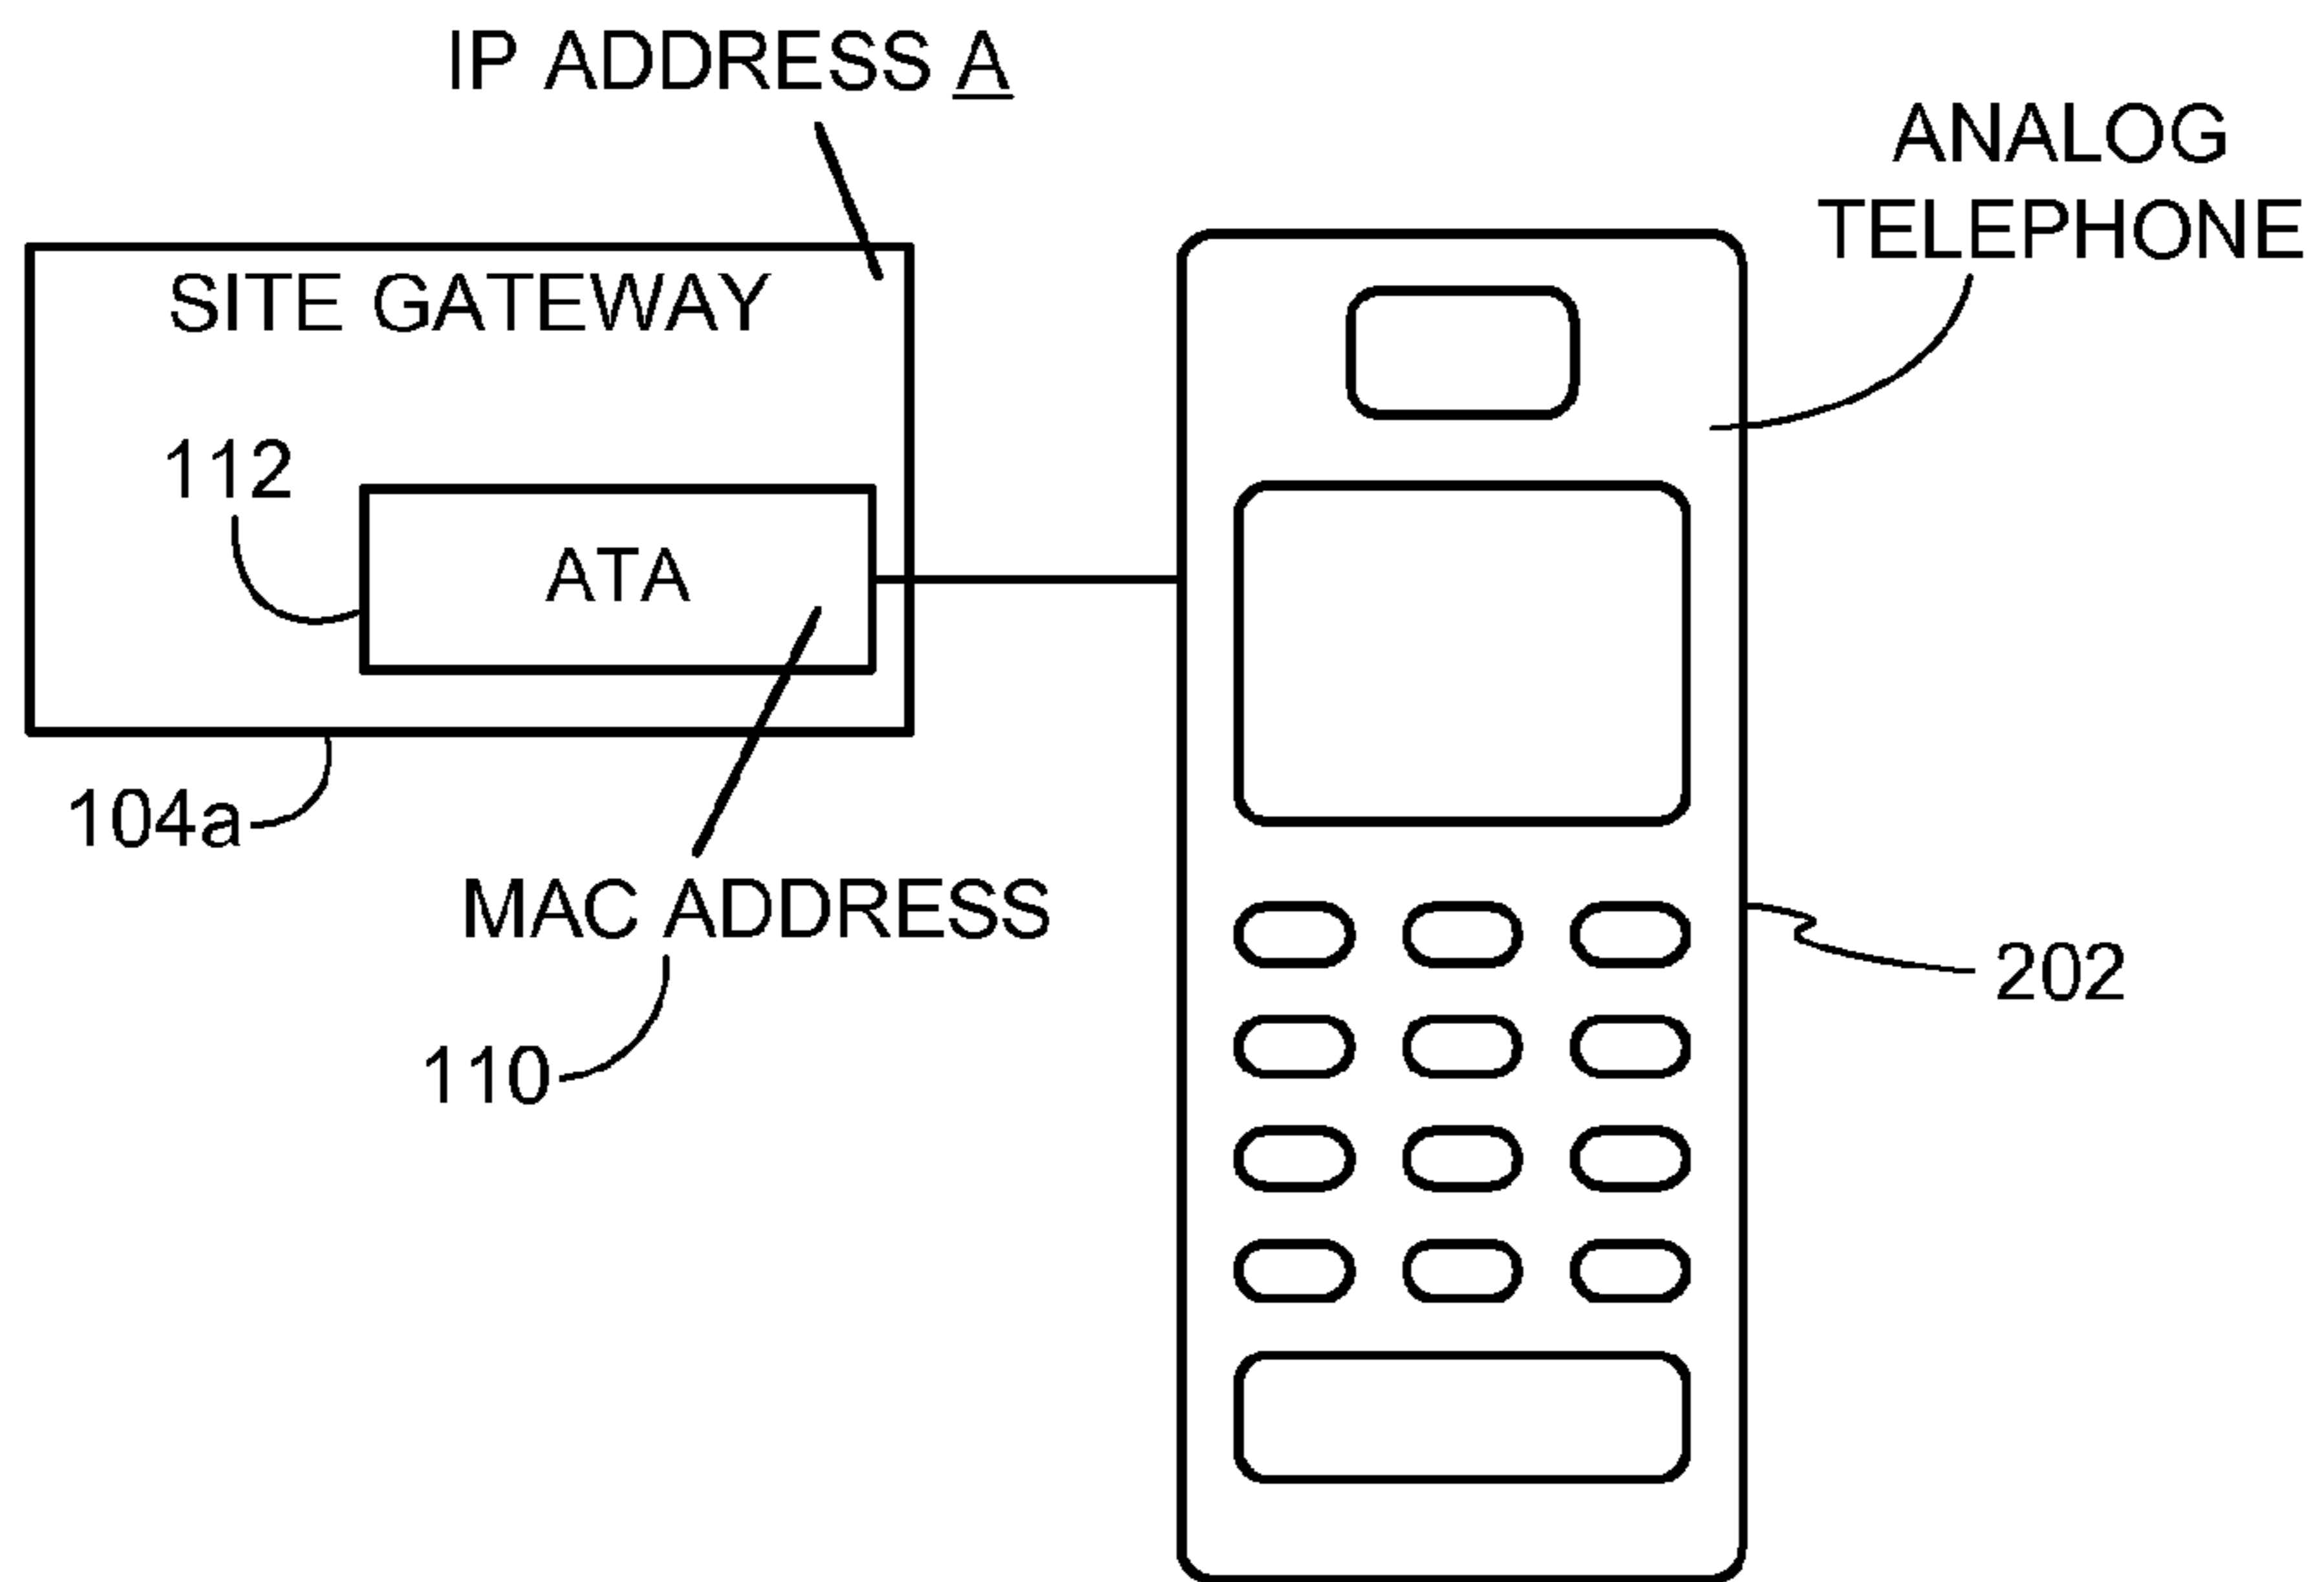 IP ADDRESS A
ANALOG
TELEPHONE
SITE GATEWAY
112
ATA
104a
MAC ADDRESS
202
110